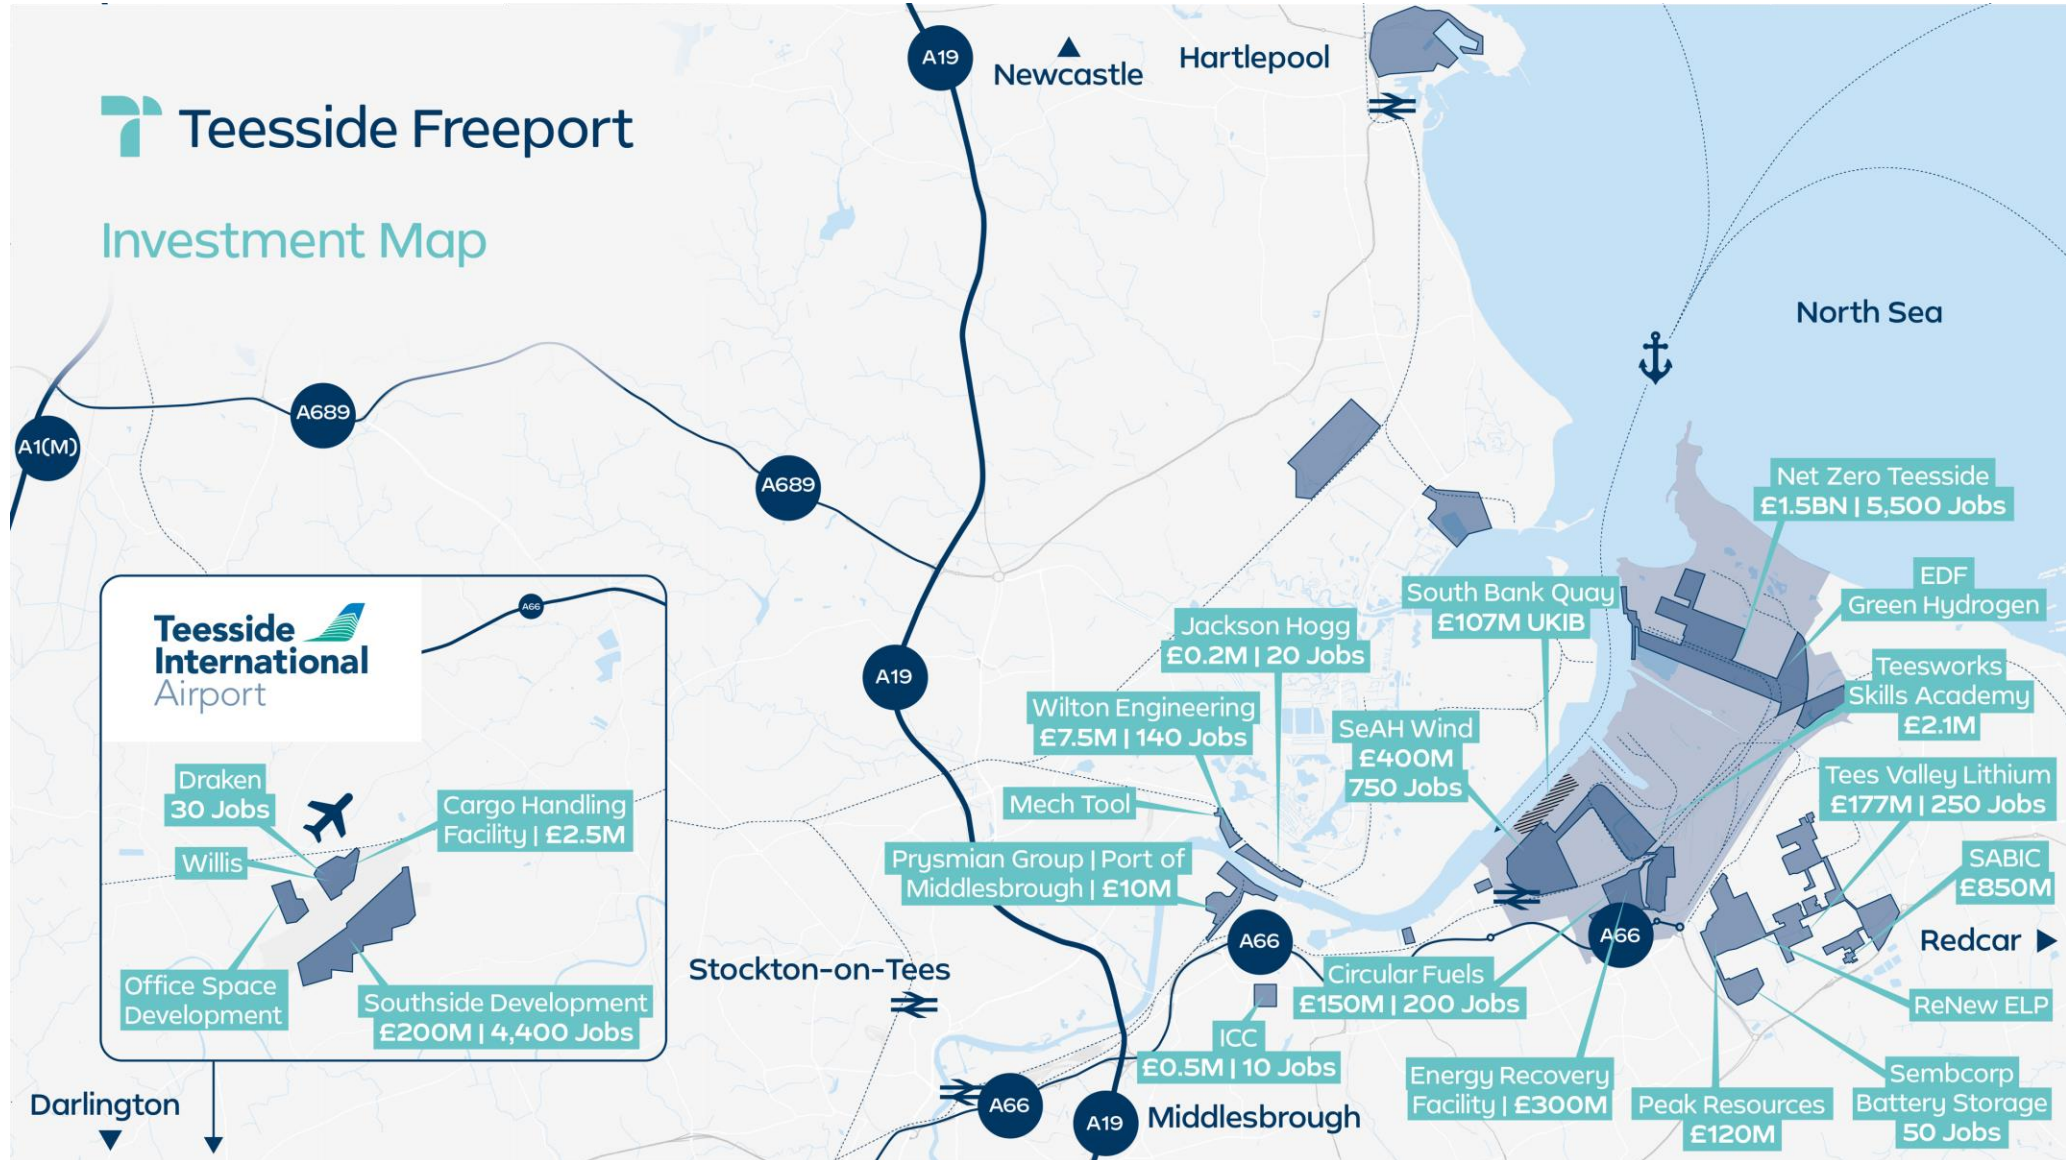 Teesside Freeport
Investment Map
A19
Newcastle
Hartlepool
North Sea
A1(M)
A689
A689
A19
Teesside
International
Airport
A66
Draken
30 Jobs
Cargo Handling
Facility | £2.5M
Willis
Office Space
Development
Southside Development
£200M | 4,400 Jobs
Darlington
Net Zero Teesside
£1.5BN | 5,500 Jobs
EDF
Green Hydrogen
South Bank Quay
£107M UKIB
Jackson Hogg
£0.2M | 20 Jobs
Teesworks
Skills Academy
£2.1M
Wilton Engineering
£7.5M | 140 Jobs
SeAH Wind
£400M
750 Jobs
Tees Valley Lithium
£177M | 250 Jobs
Mech Tool
Prysmian Group | Port of
Middlesbrough | £10M
SABIC
£850M
A66
A66
Redcar
Stockton-on-Tees
Circular Fuels
£150M | 200 Jobs
ReNew ELP
ICC
£0.5M | 10 Jobs
Energy Recovery
Facility | £300M
Peak Resources
£120M
Sembcorp
Battery Storage
50 Jobs
A66
A19
Middlesbrough